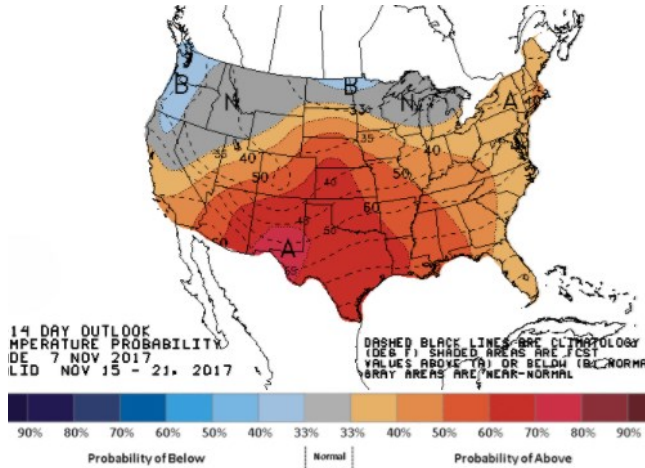 B
N
B
N
A
33
35
35
40
40
50
50
40
45
50
60
A
14 DAY OUTLOOK
MPERATURE PROBABILITY
DE 7 NOV 2017
LID NOV 15 - 21, 2017
DASHED BLACK LINES ARE CLIMATOLOGY
(DEG F) SHADED AREAS ARE FCST
VALUES ABOVE (A) OR BELOW (B) NORMA
GRAY AREAS ARE NEAR-NORMAL
90% 80% 70% 60% 50% 40% 33% 33% 40% 50% 60% 70% 80% 90%
Probability of Below Normal Probability of Above